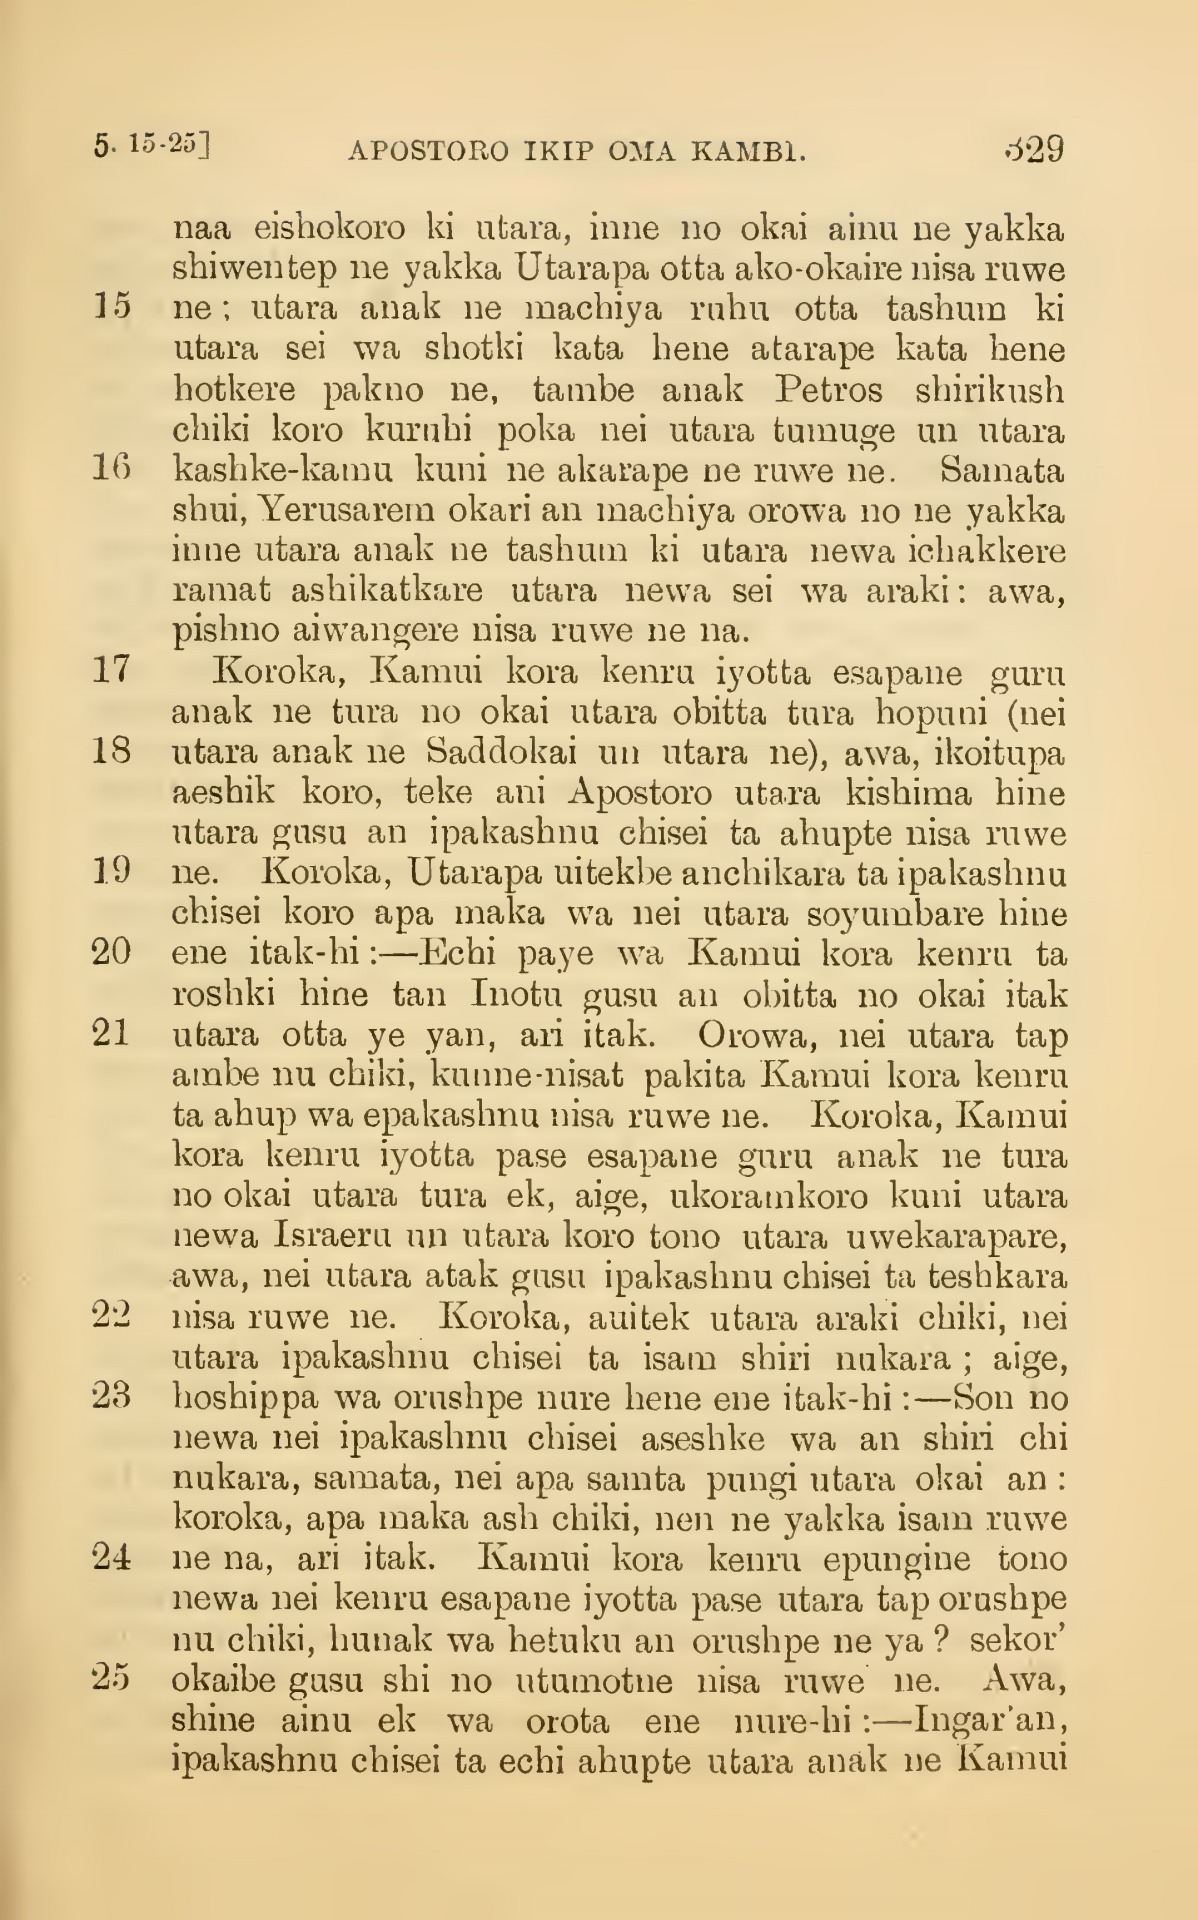 5. 15-25] APOSTORO IKIP OMA KAMBI. 329
naa eishokoro ki utara, inne no okai ainu ne yakka
shiwentep ne yakka Utarapa otta ako-okaire nisa ruwe
15 ne ; utara anak ne machiya ruhu otta tashum ki
utara sei wa shotki kata hene atarape kata hene
hotkere pakno ne, tambe anak Petros shirikush
chiki koro kuruhi poka nei utara tumuge un utara
16 kashke-kamu kuni ne akarape ne ruwe ne. Samata
shui, Yerusarem okari an machiya orowa no ne yakka
inne utara anak ne tashum ki utara newa ichakkere
ramat ashikatkare utara newa sei wa araki : awa,
pishno aiwangere nisa ruwe ne na.
17 Koroka, Kamui kora kenru iyotta esapane guru
anak ne tura no okai utara obitta tura hopuni (nei
18 utara anak ne Saddokai un utara ne), awa, ikoitupa
aeshik koro, teke ani Apostoro utara kishima hine
utara gusu an ipakashnu chisei ta ahupte nisa ruwe
19 ne. Koroka, Utarapa uitekbe anchikara ta ipakashnu
chisei koro apa maka wa nei utara soyumbare hine
20 ene itak-hi :—Echi paye wa Kamui kora kenru ta
roshki hine tan Inotu gusu an obitta no okai itak
21 utara otta ye yan, ari itak. Orowa, nei utara tap
ambe nu chiki, kunne-nisat pakita Kamui kora kenru
ta ahup wa epakashnu nisa ruwe ne. Koroka, Kamui
kora kenru iyotta pase esapane guru anak ne tura
no okai utara tura ek, aige, ukoramkoro kuni utara
newa Israeru un utara koro tono utara uwekarapare,
awa, nei utara atak gusu ipakashnu chisei ta teshkara
22 nisa ruwe ne. Koroka, auitek utara araki chiki, nei
utara ipakashnu chisei ta isam shiri nukara ; aige,
23 hoshippa wa orushpe nure hene ene itak-hi :—Son no
newa nei ipakashnu chisei aseshke wa an shiri chi
nukara, samata, nei apa samta pungi utara okai an :
koroka, apa maka ash chiki, nen ne yakka isam ruwe
24 ne na, ari itak. Kamui kora kenru epungine tono
newa nei kenru esapane iyotta pase utara tap orushpe
nu chiki, hunak wa hetuku an orushpe ne ya ? sekor'
25 okaibe gusu shi no utumotne nisa ruwe ne. Awa,
shine ainu ek wa orota ene nure-hi :—Ingar'an,
ipakashnu chisei ta echi ahupte utara anak ne Kamui